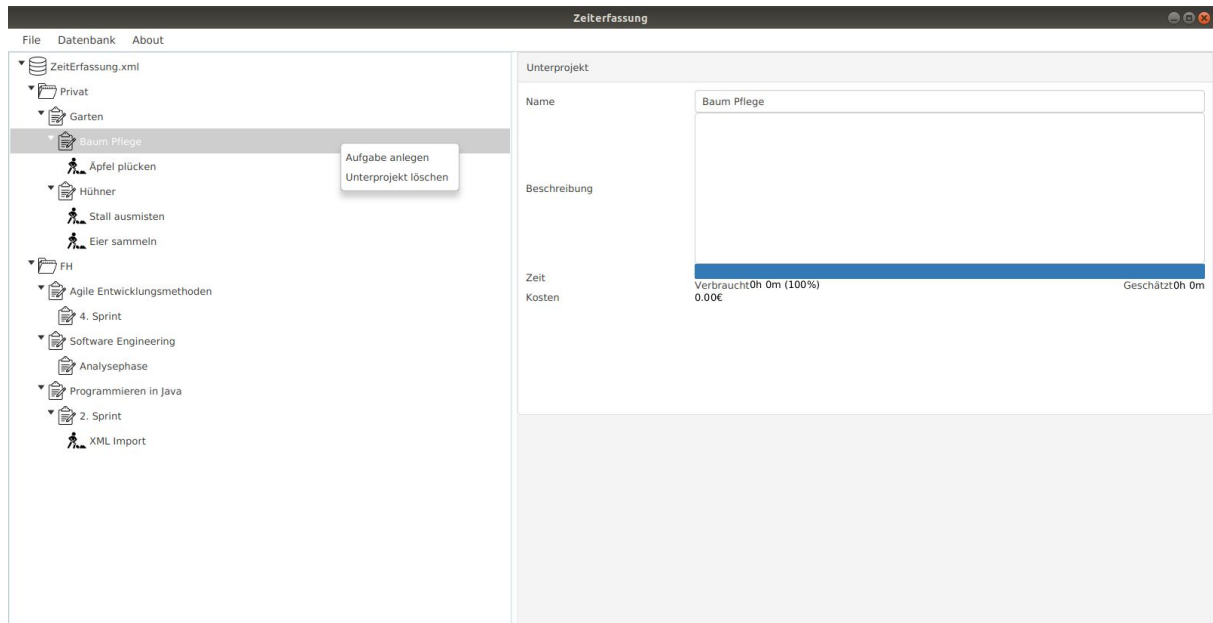 Zeiterfassung
File Datenbank About
ZeitErfassung.xml
Privat
Garten
Baum Pflege
Äpfel plücken
Hühner
Stall ausmisten
Eier sammeln
FH
Agile Entwicklungsmethoden
4. Sprint
Software Engineering
Analysephase
Programmieren in Java
2. Sprint
XML Import
Aufgabe anlegen
Unterprojekt löschen
Unterprojekt
Name Baum Pflege
Beschreibung
Zeit
Verbraucht0h 0m (100%) Geschätzt0h 0m
Kosten 0.00€